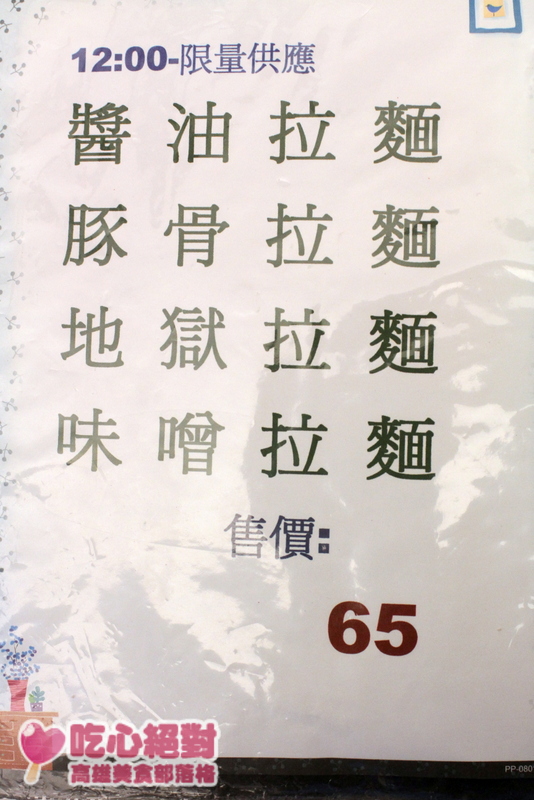 12:00-限量供應
醬油拉麵
豚骨拉麵
地獄拉麵
味噌拉麵
售價:
65
吃心絕對
高雄美食部落格